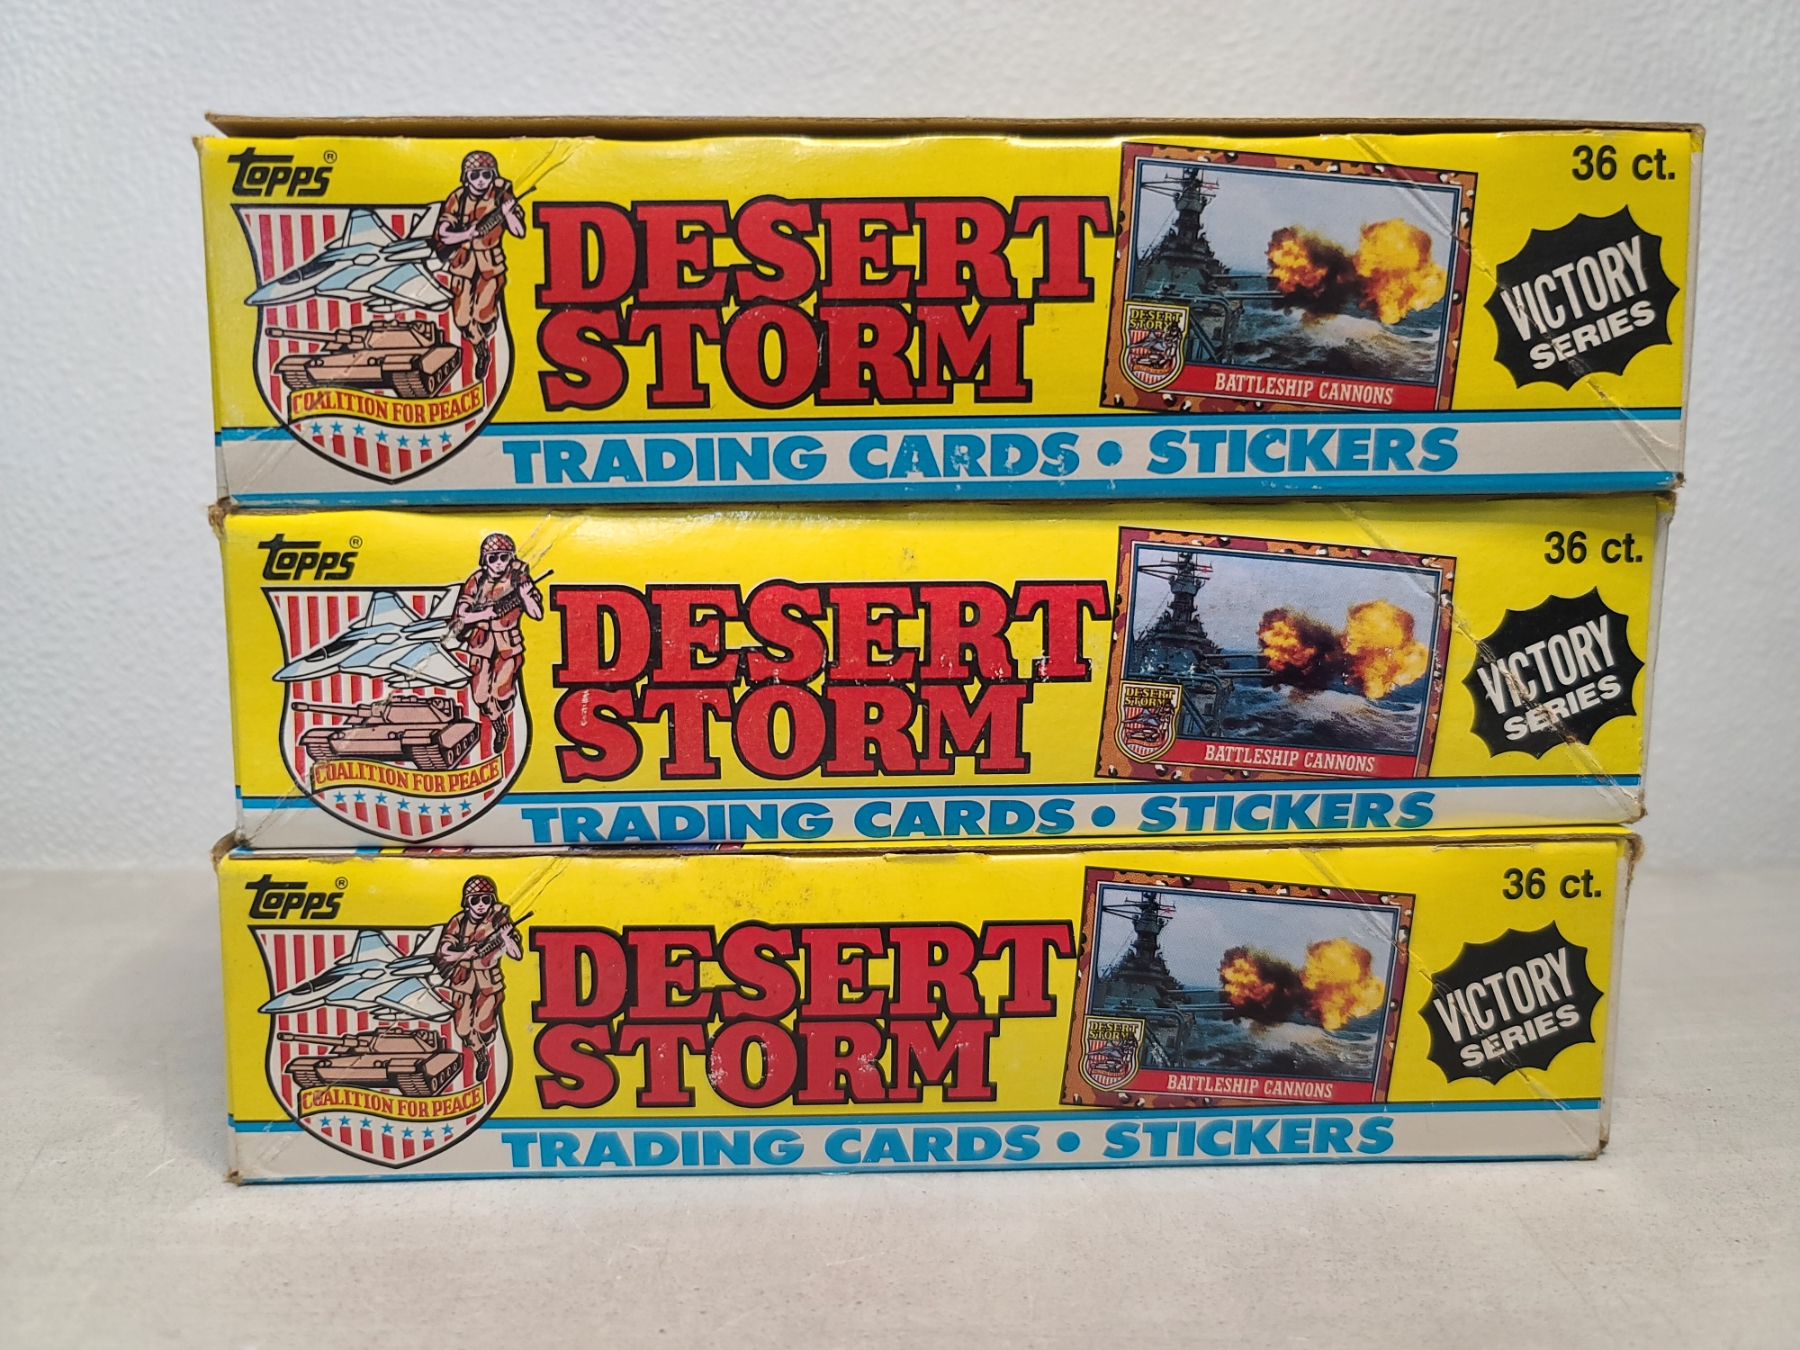 topps®
36 ct.
DESERT
STORM
DESERT
STORM
VICTORY
SERIES
BATTLESHIP CANNONS
COALITION FOR PEACE
TRADING CARDS • STICKERS
topps®
36 ct.
DESERT
STORM
DESERT
STORM
VICTORY
SERIES
BATTLESHIP CANNONS
COALITION FOR PEACE
TRADING CARDS • STICKERS
topps®
36 ct.
DESERT
STORM
DESERT
STORM
VICTORY
SERIES
BATTLESHIP CANNONS
COALITION FOR PEACE
TRADING CARDS • STICKERS